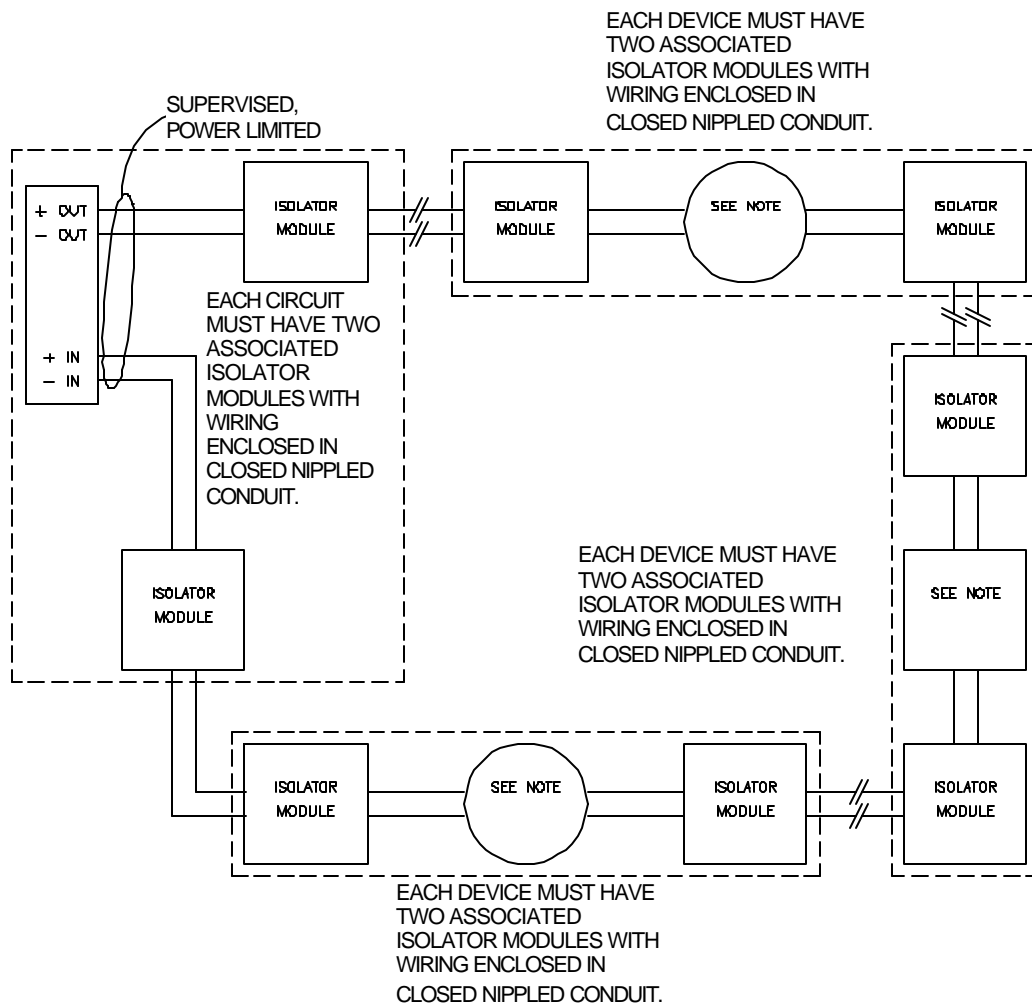 EACH DEVICE MUST HAVE
TWO ASSOCIATED
ISOLATOR MODULES WITH
WIRING ENCLOSED IN
CLOSED NIPPLED CONDUIT.
SUPERVISED,
POWER LIMITED
+ OUT
- OUT
+ IN
- IN
ISOLATOR
MODULE
ISOLATOR
MODULE
SEE NOTE
ISOLATOR
MODULE
EACH CIRCUIT
MUST HAVE TWO
ASSOCIATED
ISOLATOR
MODULES WITH
WIRING
ENCLOSED IN
CLOSED NIPPLED
CONDUIT.
ISOLATOR
MODULE
ISOLATOR
MODULE
EACH DEVICE MUST HAVE
TWO ASSOCIATED
ISOLATOR MODULES WITH
WIRING ENCLOSED IN
CLOSED NIPPLED CONDUIT.
SEE NOTE
ISOLATOR
MODULE
SEE NOTE
ISOLATOR
MODULE
ISOLATOR
MODULE
EACH DEVICE MUST HAVE
TWO ASSOCIATED
ISOLATOR MODULES WITH
WIRING ENCLOSED IN
CLOSED NIPPLED CONDUIT.